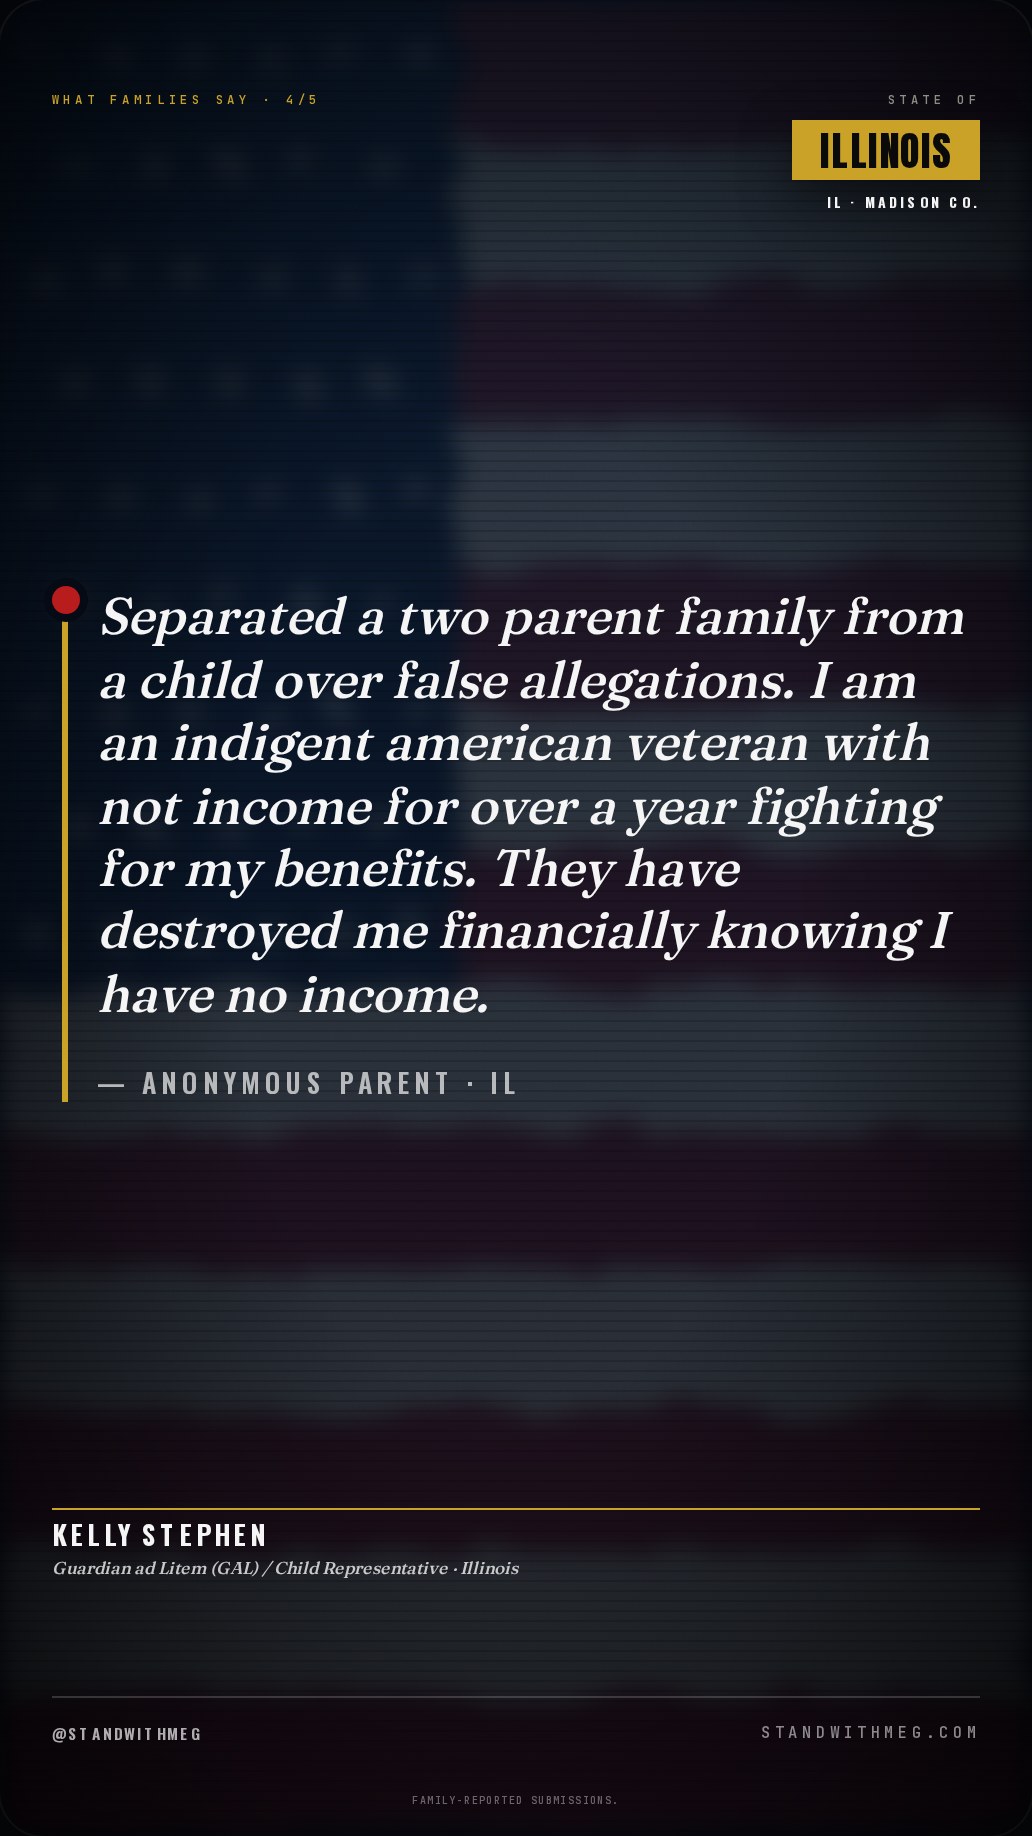 WHAT FAMILIES SAY · 4/5
STATE OF
ILLINOIS
IL · MADISON CO.
Separated a two parent family from
a child over false allegations. I am
an indigent american veteran with
not income for over a year fighting
for my benefits. They have
destroyed me financially knowing I
have no income.
— ANONYMOUS PARENT · IL
KELLY STEPHEN
Guardian ad Litem (GAL) / Child Representative · Illinois
@STANDWITHMEG
STANDWITHMEG.COM
FAMILY-REPORTED SUBMISSIONS.